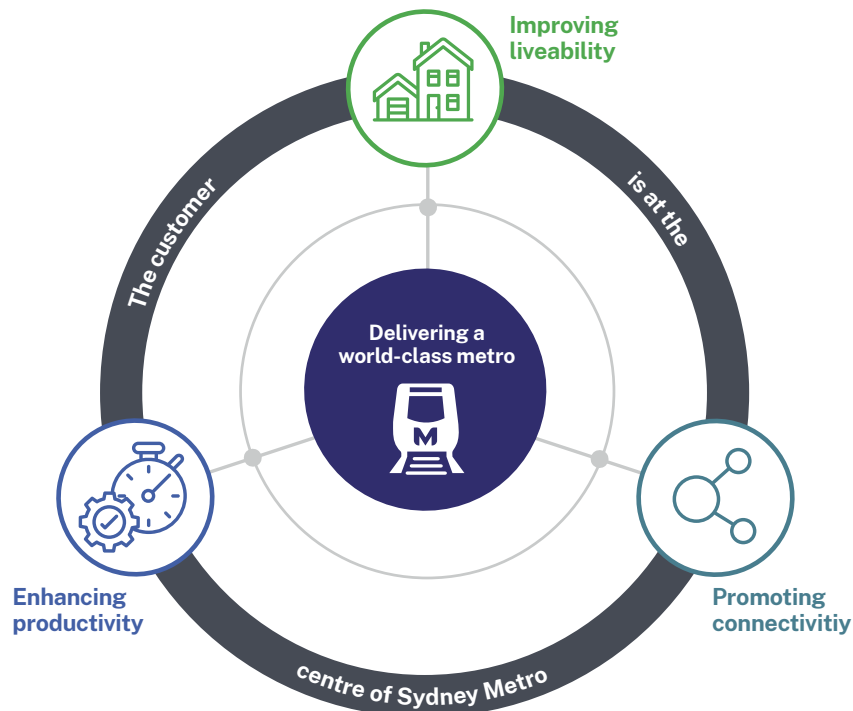 Improving
liveability
The customer
is at the
centre of Sydney Metro
Delivering a
world-class metro
M
Enhancing
productivity
Promoting
connectivitiy